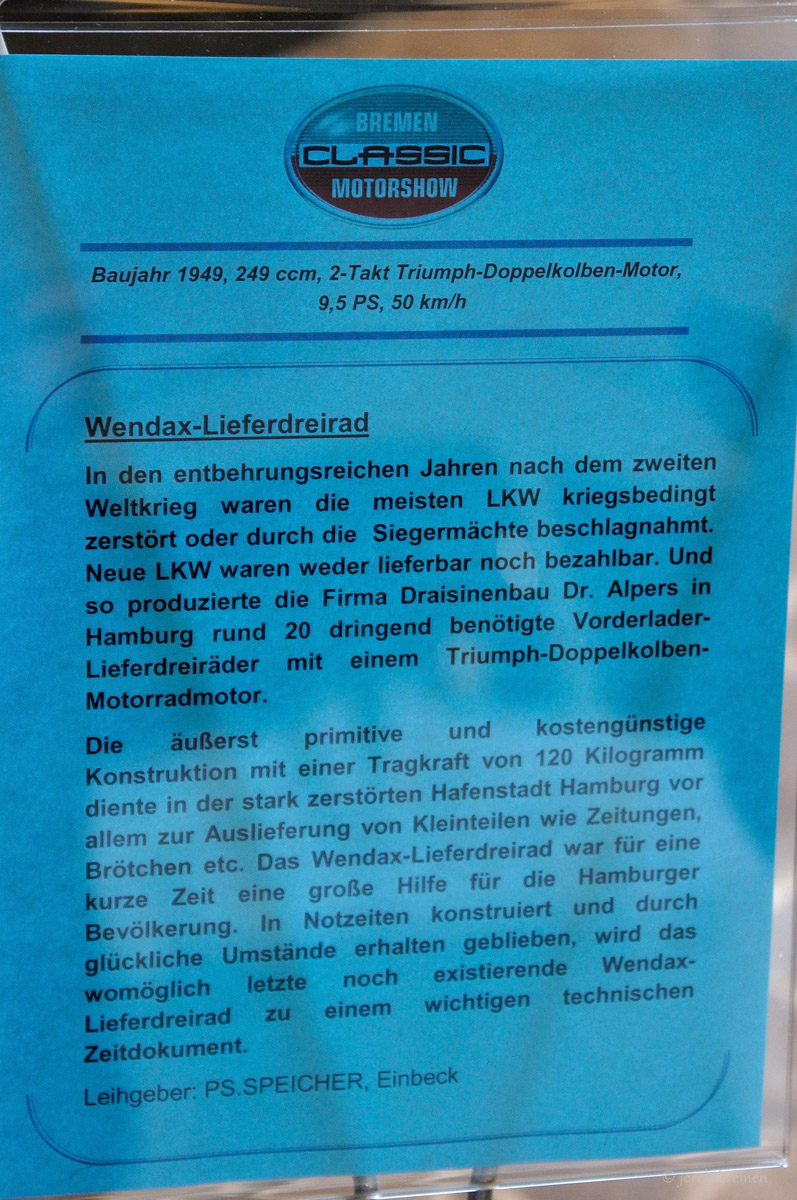 BREMEN
CLASSIC
MOTORSHOW
Baujahr 1949, 249 ccm, 2-Takt Triumph-Doppelkolben-Motor,
9,5 PS, 50 km/h
Wendax-Lieferdreirad
In den entbehrungsreichen Jahren nach dem zweiten
Weltkrieg waren die meisten LKW kriegsbedingt
zerstört oder durch die Siegermächte beschlagnahmt.
Neue LKW waren weder lieferbar noch bezahlbar. Und
so produzierte die Firma Draisinenbau Dr. Alpers in
Hamburg rund 20 dringend benötigte Vorderlader-
Lieferdreiräder mit einem Triumph-Doppelkolben-
Motorradmotor.
Die äußerst primitive und kostengünstige
Konstruktion mit einer Tragkraft von 120 Kilogramm
diente in der stark zerstörten Hafenstadt Hamburg vor
allem zur Auslieferung von Kleinteilen wie Zeitungen,
Brötchen etc. Das Wendax-Lieferdreirad war für eine
kurze Zeit eine große Hilfe für die Hamburger
Bevölkerung. In Notzeiten konstruiert und durch
glückliche Umstände erhalten geblieben, wird das
womöglich letzte noch existierende Wendax-
Lieferdreirad zu einem wichtigen technischen
Zeitdokument.
Leihgeber: PS.SPEICHER, Einbeck